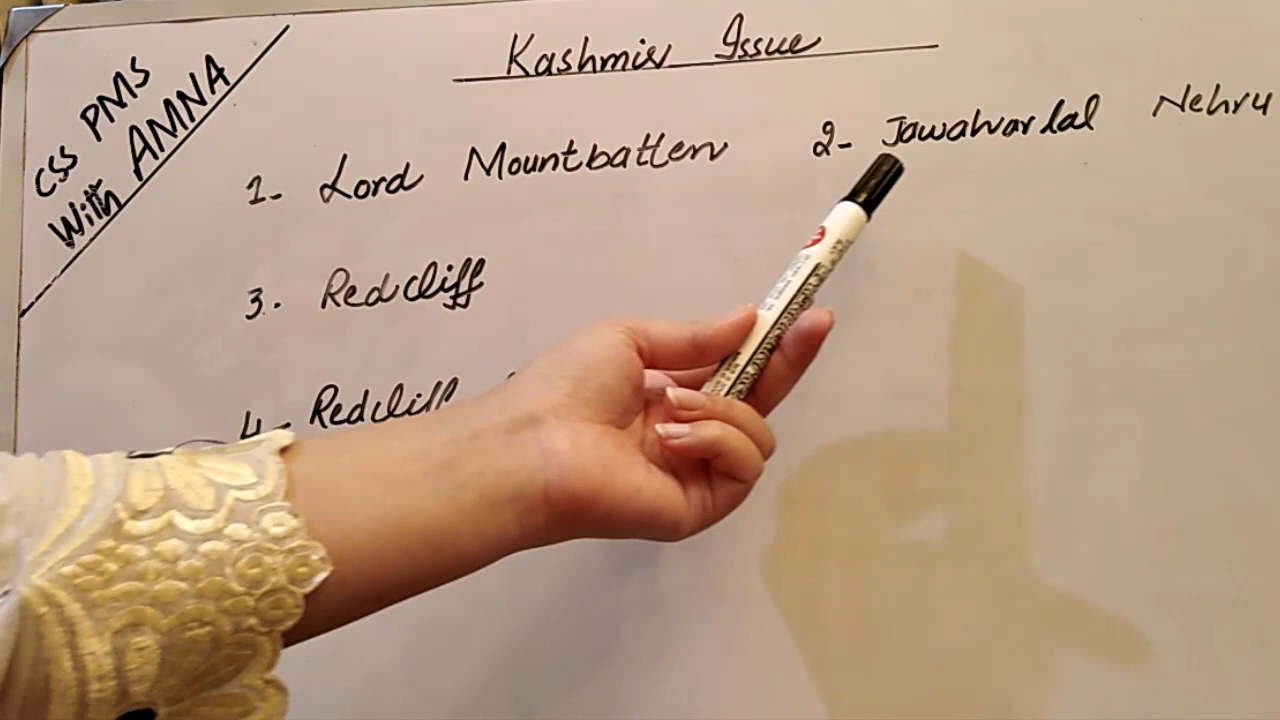 CSS PMS
With AMNA
Kashmir Issue
1- Lord Mountbatten
2- Jawaharlal Nehru
3. Redcliff
4- Redcliff